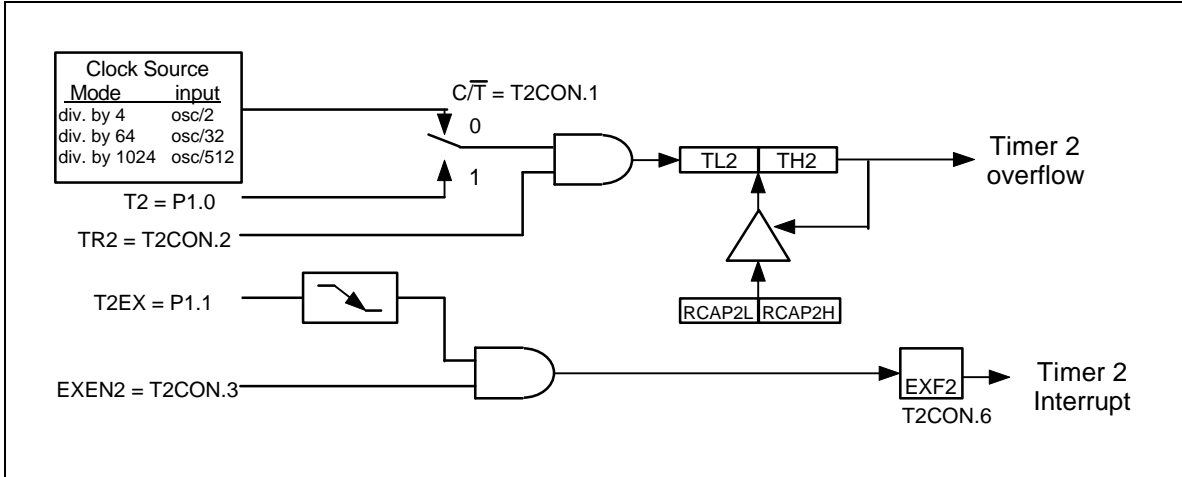 Clock Source
Mode input
div. by 4 osc/2
div. by 64 osc/32
div. by 1024 osc/512
C/T̅ = T2CON.1
0
1
T2 = P1.0
TR2 = T2CON.2
TL2 TH2
Timer 2
overflow
T2EX = P1.1
RCAP2L RCAP2H
EXEN2 = T2CON.3
EXF2
T2CON.6
Timer 2
Interrupt